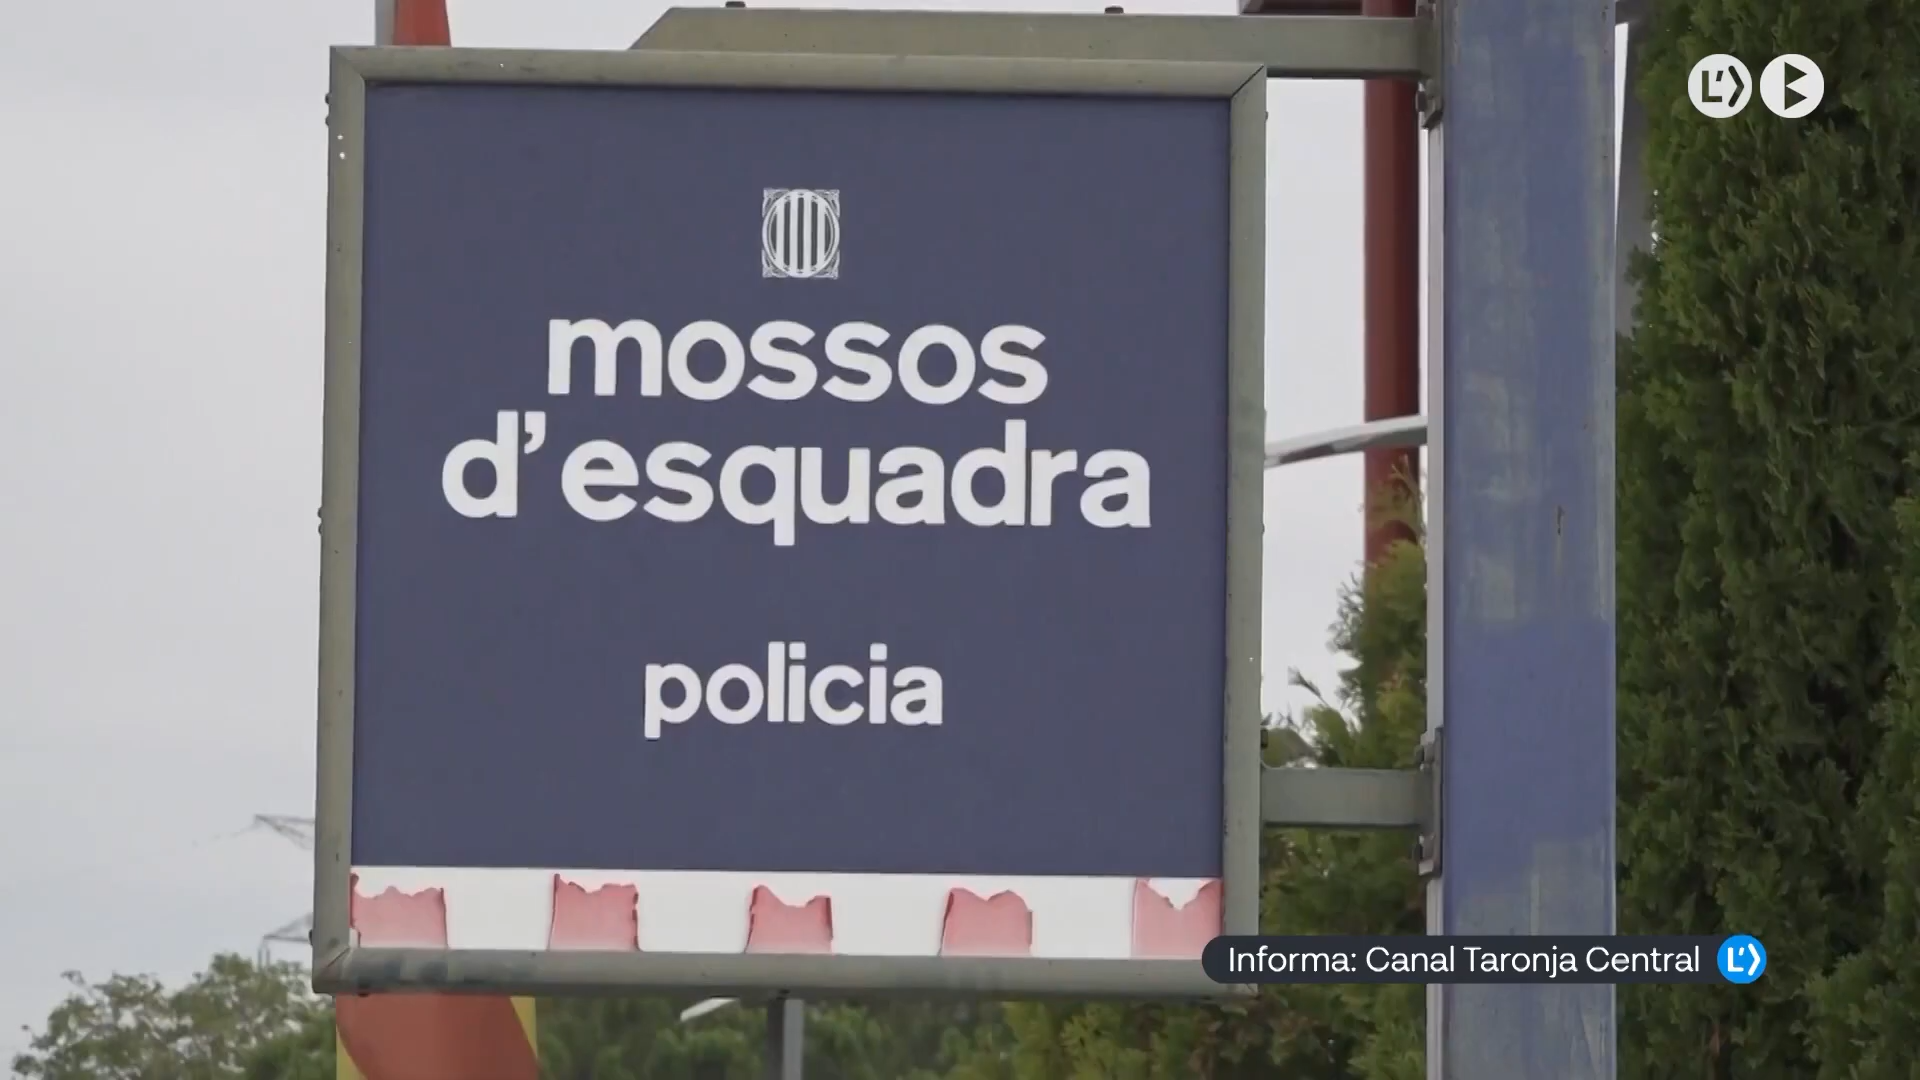 mossos
d'esquadra
policia
Informa: Canal Taronja Central L'
L'